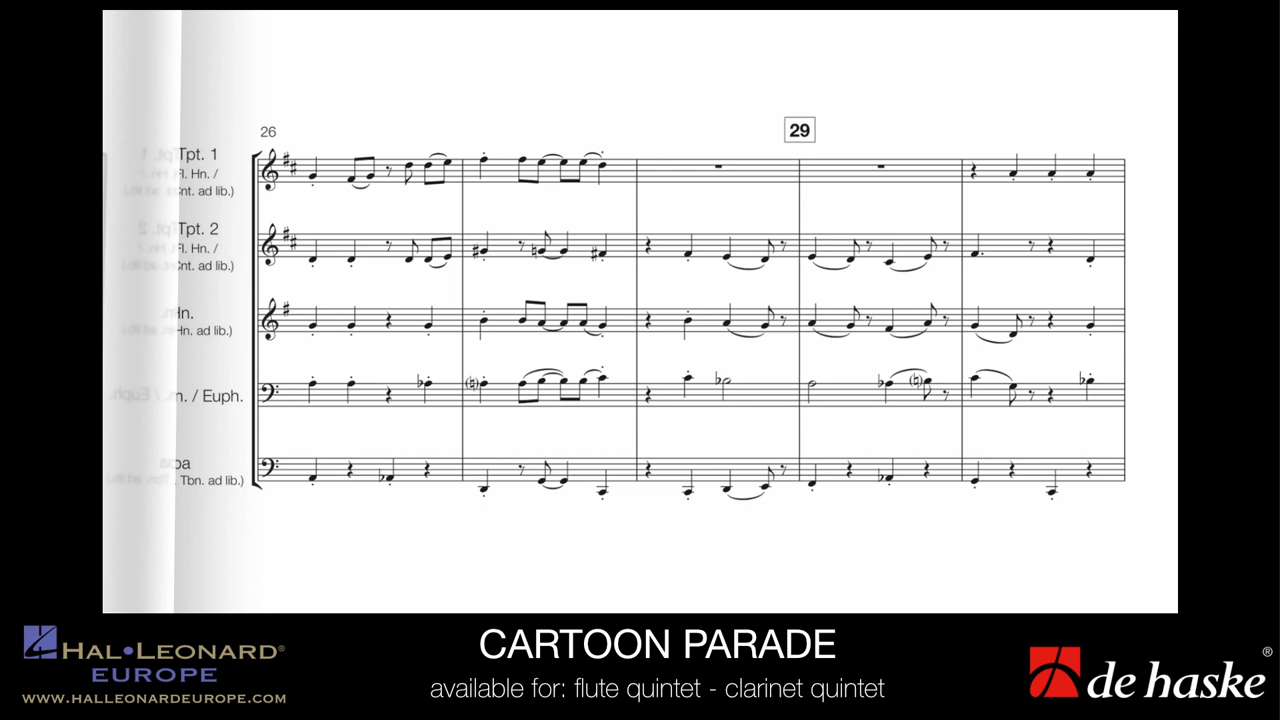 26
29
Tpt. 1
Fl. Hn. /
Cnt. ad lib.)
Tpt. 2
Fl. Hn. /
Cnt. ad lib.)
Hn.
Hn. ad lib.)
n. / Euph.
ba
Tbn. ad lib.)
HAL•LEONARD®
EUROPE
WWW.HALLEONARDEUROPE.COM
CARTOON PARADE
available for: flute quintet - clarinet quintet
de haske®